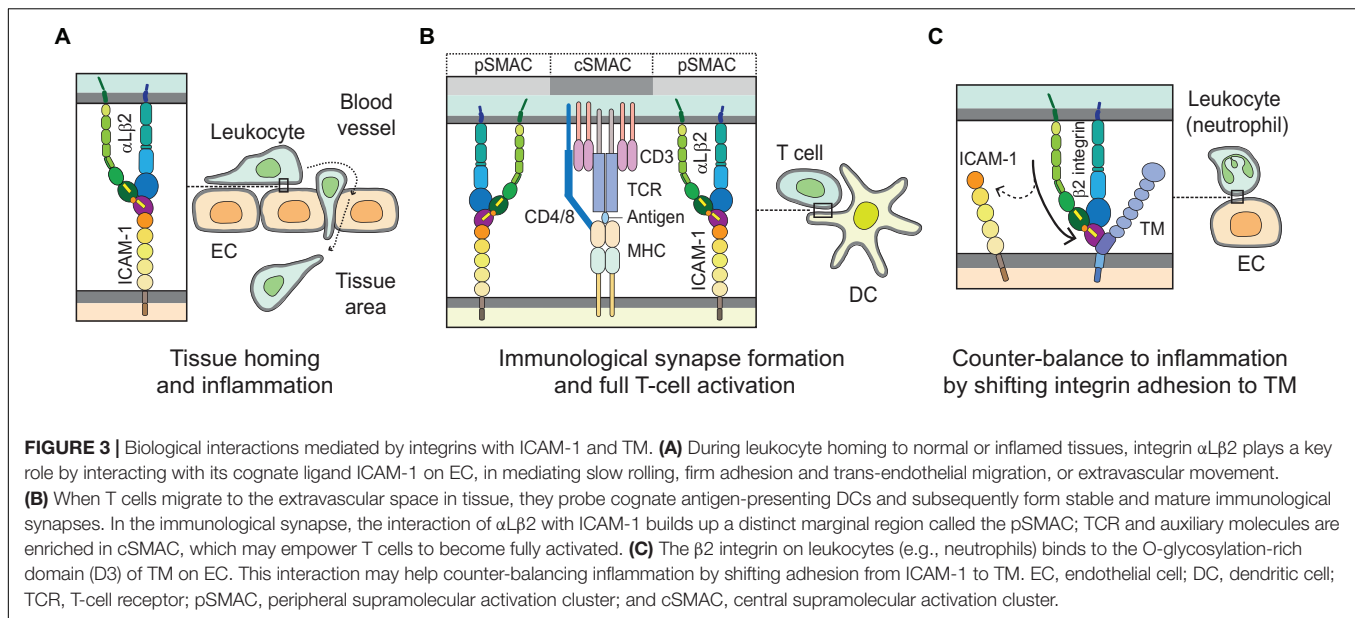 A
αLβ2
ICAM-1
Leukocyte
Blood
vessel
EC
Tissue
area
Tissue homing
and inflammation
B
pSMAC
cSMAC
pSMAC
CD3
TCR
Antigen
CD4/8
MHC
αLβ2
ICAM-1
T cell
DC
Immunological synapse formation
and full T-cell activation
C
ICAM-1
β2 integrin
TM
Leukocyte
(neutrophil)
EC
Counter-balance to inflammation
by shifting integrin adhesion to TM
FIGURE 3 | Biological interactions mediated by integrins with ICAM-1 and TM. (A) During leukocyte homing to normal or inflamed tissues, integrin αLβ2 plays a key
role by interacting with its cognate ligand ICAM-1 on EC, in mediating slow rolling, firm adhesion and trans-endothelial migration, or extravascular movement.
(B) When T cells migrate to the extravascular space in tissue, they probe cognate antigen-presenting DCs and subsequently form stable and mature immunological
synapses. In the immunological synapse, the interaction of αLβ2 with ICAM-1 builds up a distinct marginal region called the pSMAC; TCR and auxiliary molecules are
enriched in cSMAC, which may empower T cells to become fully activated. (C) The β2 integrin on leukocytes (e.g., neutrophils) binds to the O-glycosylation-rich
domain (D3) of TM on EC. This interaction may help counter-balancing inflammation by shifting adhesion from ICAM-1 to TM. EC, endothelial cell; DC, dendritic cell;
TCR, T-cell receptor; pSMAC, peripheral supramolecular activation cluster; and cSMAC, central supramolecular activation cluster.